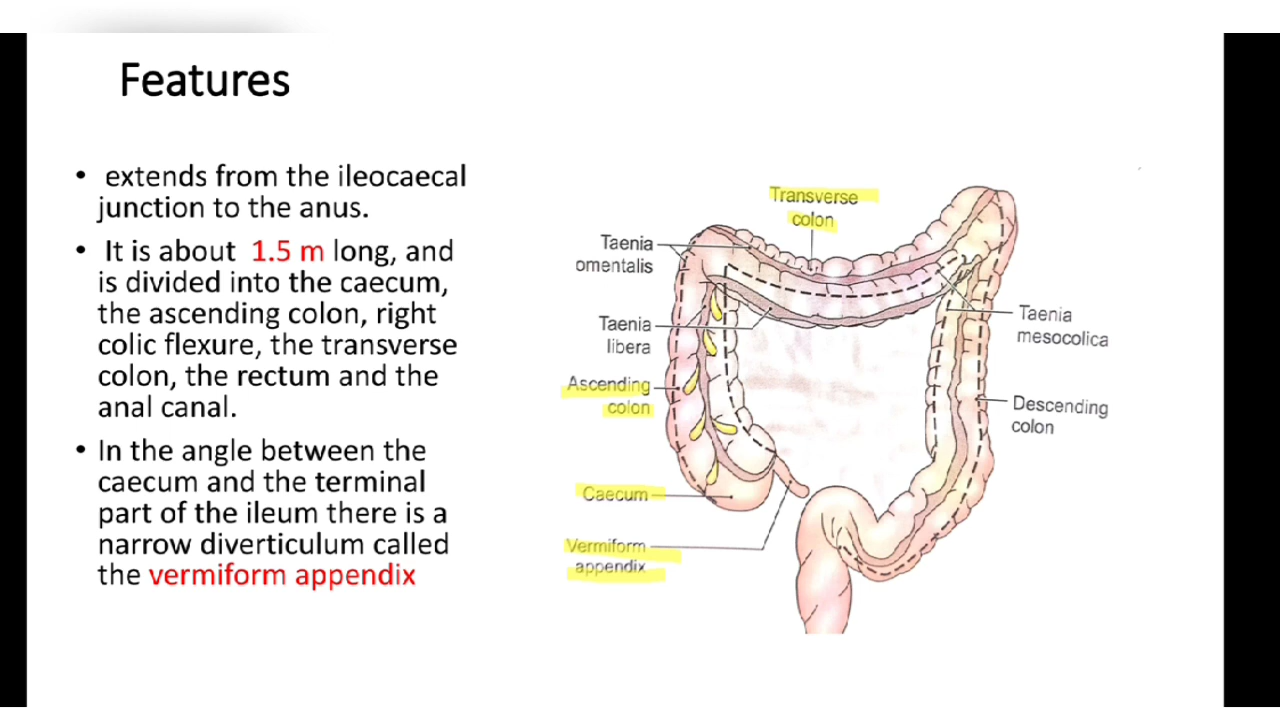 Features
• extends from the ileocaecal
junction to the anus.
• It is about 1.5 m long, and
is divided into the caecum,
the ascending colon, right
colic flexure, the transverse
colon, the rectum and the
anal canal.
• In the angle between the
caecum and the terminal
part of the ileum there is a
narrow diverticulum called
the vermiform appendix
Transverse
colon
Taenia
omentalis
Taenia
libera
Ascending
colon
Caecum
Vermiform
appendix
Taenia
mesocolica
Descending
colon